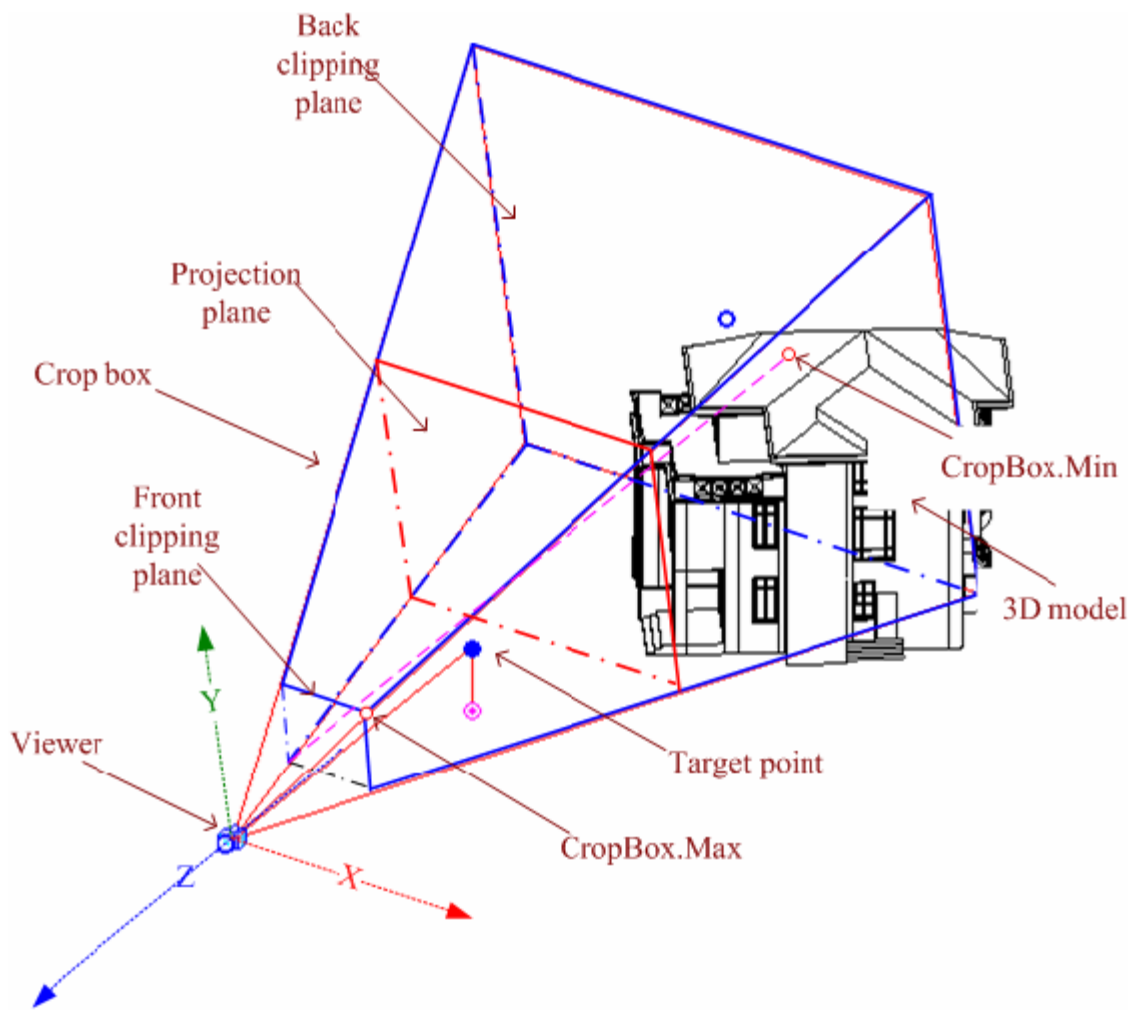 Back
clipping
plane
Projection
plane
Crop box
CropBox.Min
Front
clipping
plane
3D model
Y
Viewer
Target point
CropBox.Max
X
Z